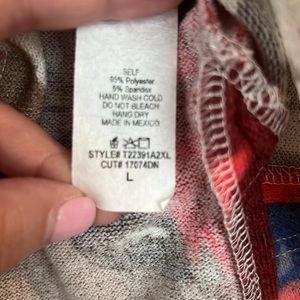 SELF
95% Polyester
5% Spandex
HAND WASH COLD
DO NOT BLEACH
HANG DRY
MADE IN MEXICO
STYLE# T22391A2XL
CUT# 17074DN
L